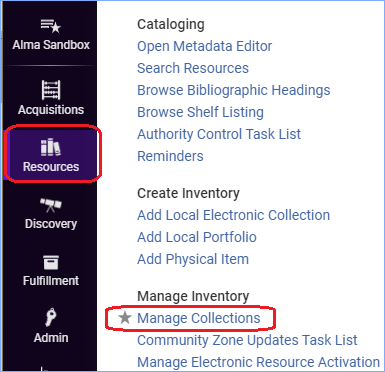 Alma Sandbox
Acquisitions
Resources
Discovery
Fulfillment
Admin
Cataloging
Open Metadata Editor
Search Resources
Browse Bibliographic Headings
Browse Shelf Listing
Authority Control Task List
Reminders
Create Inventory
Add Local Electronic Collection
Add Local Portfolio
Add Physical Item
Manage Inventory
Manage Collections
Community Zone Updates Task List
Manage Electronic Resource Activation